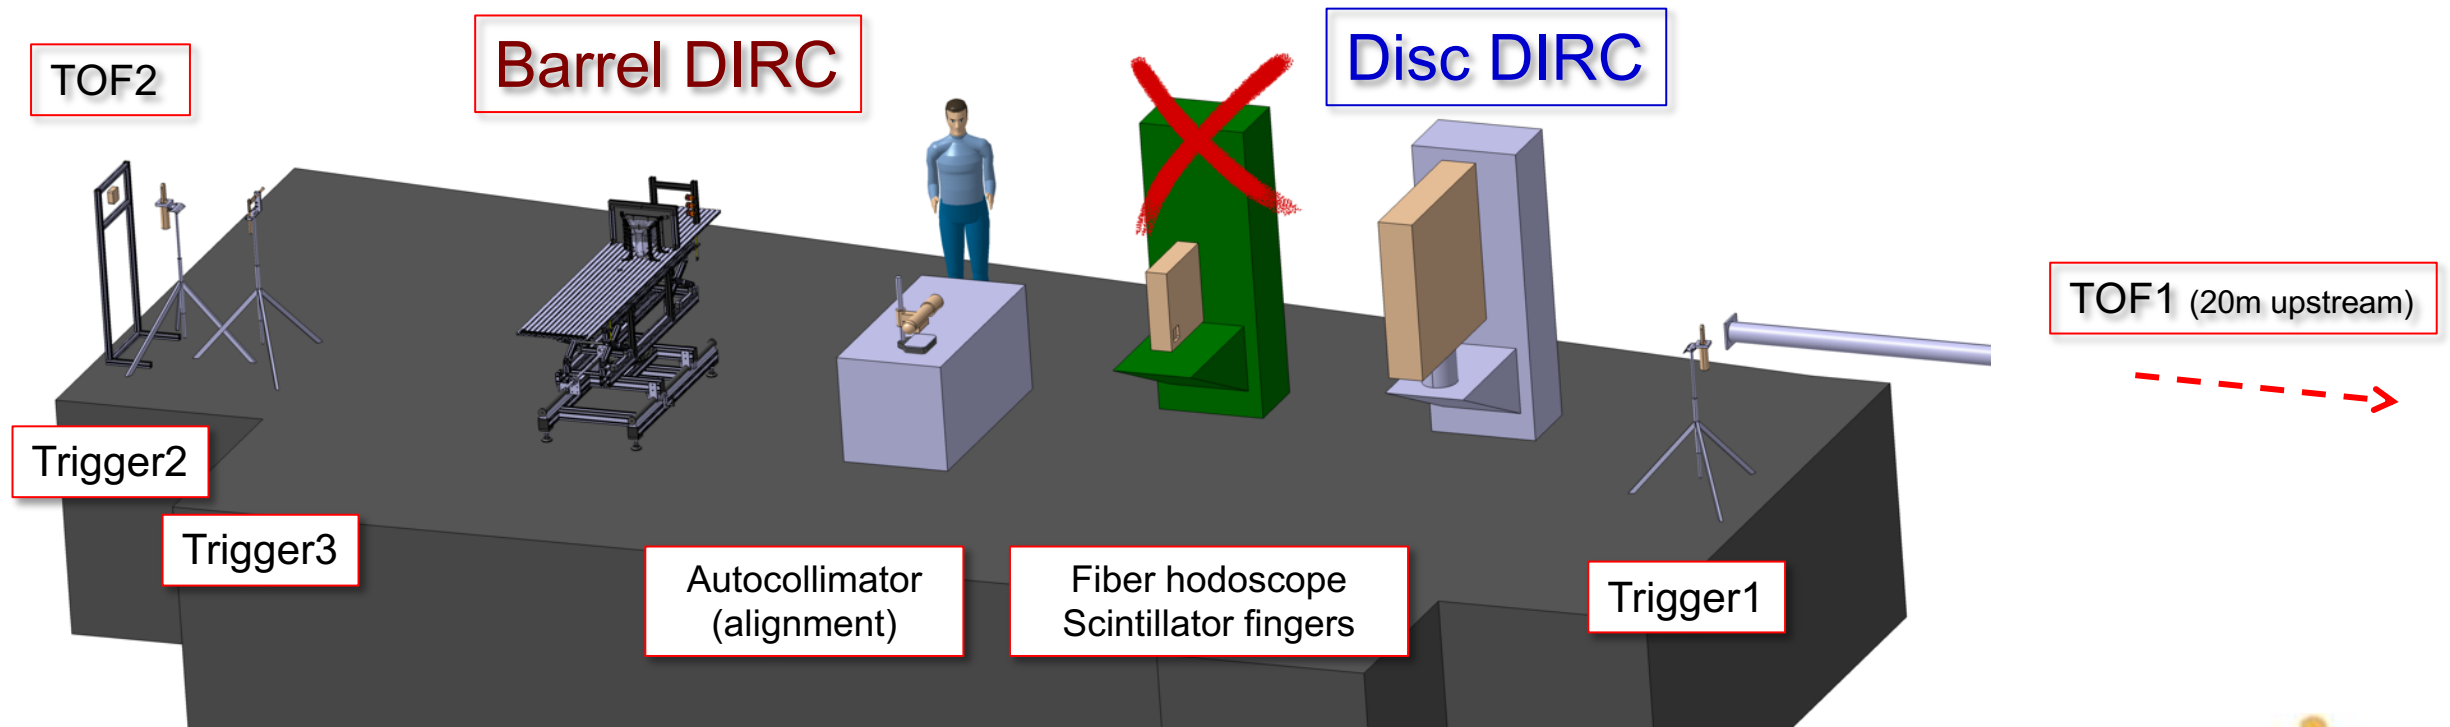 TOF2
Barrel DIRC
Disc DIRC
TOF1 (20m upstream)
Trigger2
Trigger3
Autocollimator
(alignment)
Fiber hodoscope
Scintillator fingers
Trigger1